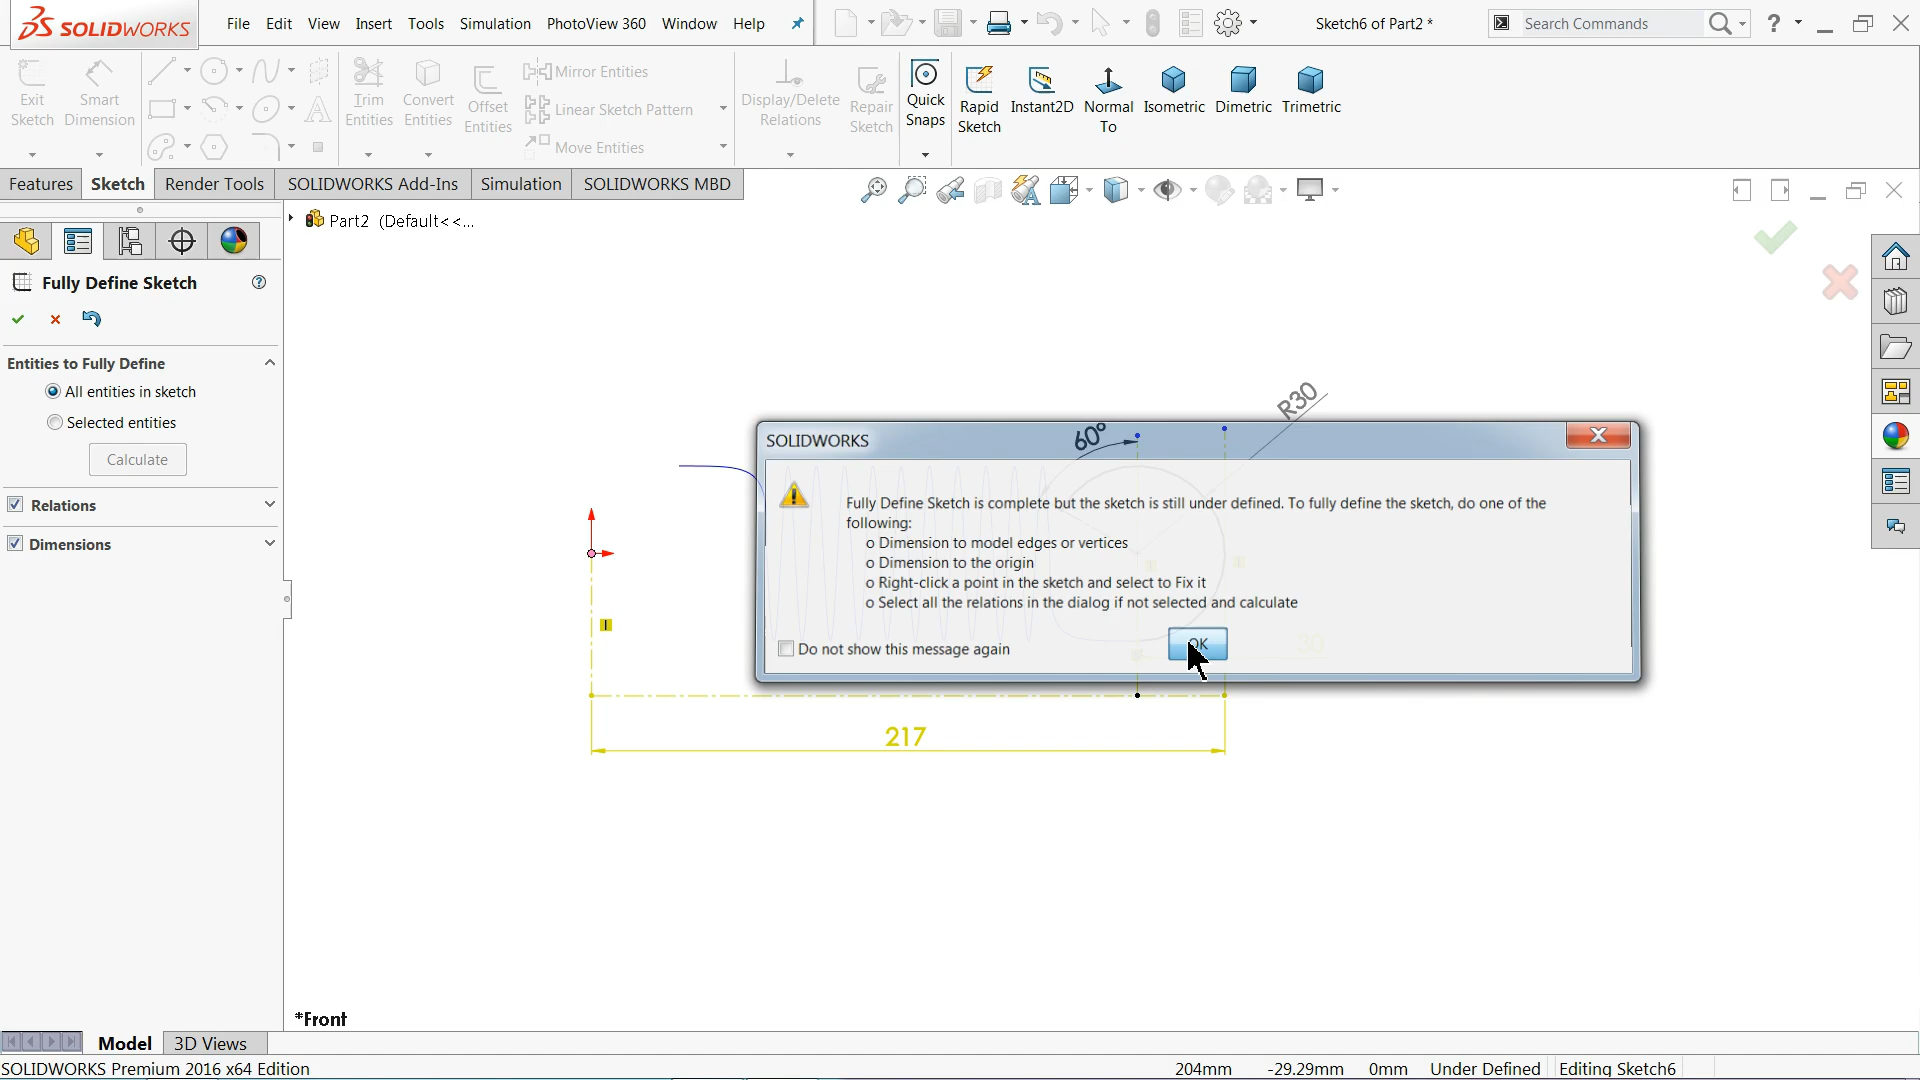 SOLIDWORKS
File Edit View Insert Tools Simulation PhotoView 360 Window Help
Sketch6 of Part2 *
Search Commands
?
Exit Sketch
Smart Dimension
Trim Entities
Convert Entities
Offset Entities
Mirror Entities
Linear Sketch Pattern
Move Entities
Display/Delete Relations
Repair Sketch
Quick Snaps
Rapid Sketch
Instant2D
Normal To
Isometric
Dimetric
Trimetric
Features Sketch Render Tools SOLIDWORKS Add-Ins Simulation SOLIDWORKS MBD
Part2 (Default<<...
Fully Define Sketch
Entities to Fully Define
All entities in sketch
Selected entities
Calculate
Relations
Dimensions
R30
60°
SOLIDWORKS
Fully Define Sketch is complete but the sketch is still under defined. To fully define the sketch, do one of the
following:
o Dimension to model edges or vertices
o Dimension to the origin
o Right-click a point in the sketch and select to Fix it
o Select all the relations in the dialog if not selected and calculate
Do not show this message again
OK
30
217
*Front
Model 3D Views
SOLIDWORKS Premium 2016 x64 Edition
204mm -29.29mm 0mm Under Defined Editing Sketch6